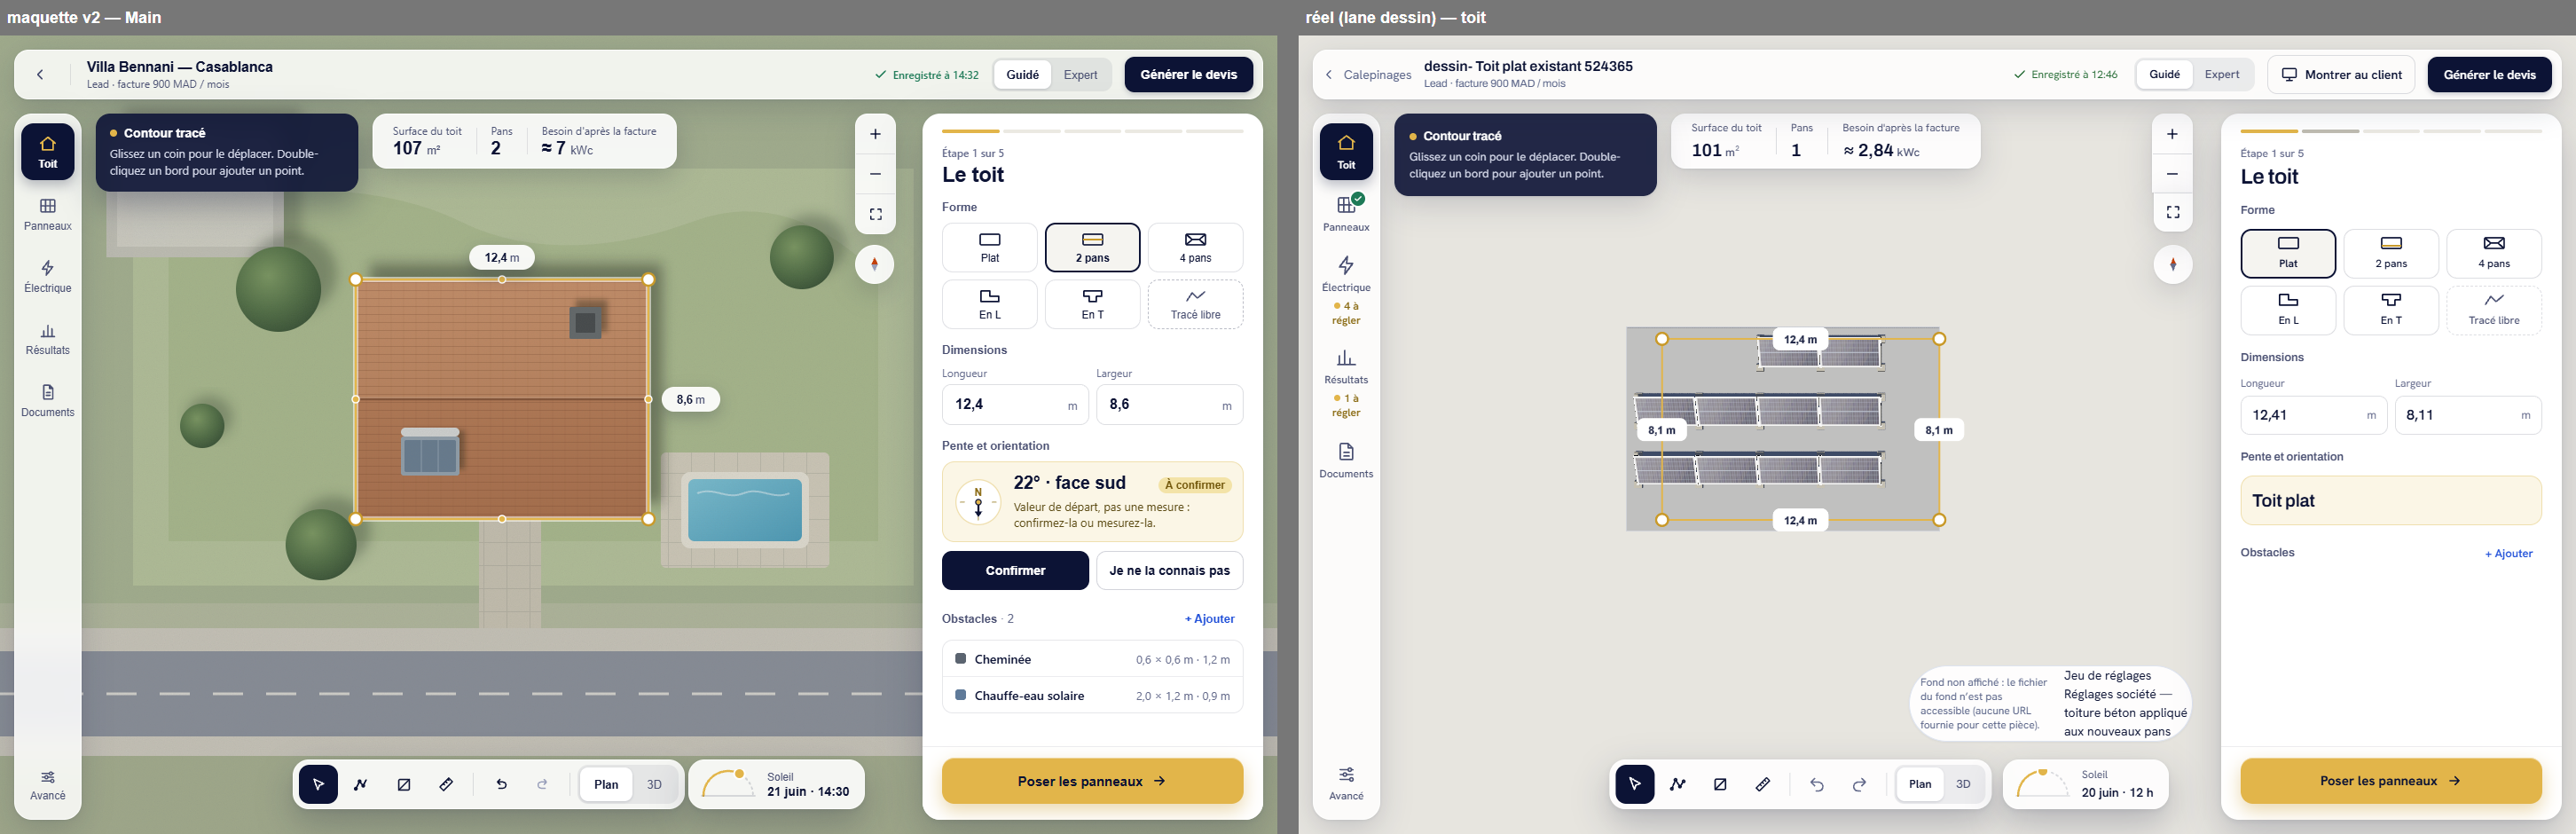 maquette v2 — Main
Villa Bennani — Casablanca
Lead · facture 900 MAD / mois
Enregistré à 14:32
Guidé
Expert
Générer le devis
Toit
Panneaux
Électrique
Résultats
Documents
Avancé
Contour tracé
Glissez un coin pour le déplacer. Double-
cliquez un bord pour ajouter un point.
Surface du toit
107 m²
Pans
2
Besoin d'après la facture
≈ 7 kWc
12,4 m
8,6 m
Étape 1 sur 5
Le toit
Forme
Plat
2 pans
4 pans
En L
En T
Tracé libre
Dimensions
Longueur
Largeur
12,4 m
8,6 m
Pente et orientation
N
22° · face sud
À confirmer
Valeur de départ, pas une mesure :
confirmez-la ou mesurez-la.
Confirmer
Je ne la connais pas
Obstacles · 2
+ Ajouter
Cheminée
0,6 × 0,6 m · 1,2 m
Chauffe-eau solaire
2,0 × 1,2 m · 0,9 m
Poser les panneaux →
Plan
3D
Soleil
21 juin · 14:30
réel (lane dessin) — toit
Calepinages
dessin- Toit plat existant 524365
Lead · facture 900 MAD / mois
Enregistré à 12:46
Guidé
Expert
Montrer au client
Générer le devis
Toit
Panneaux
Électrique
4 à
régler
Résultats
1 à
régler
Documents
Avancé
Contour tracé
Glissez un coin pour le déplacer. Double-
cliquez un bord pour ajouter un point.
Surface du toit
101 m²
Pans
1
Besoin d'après la facture
≈ 2,84 kWc
12,4 m
8,1 m
8,1 m
12,4 m
Fond non affiché : le fichier
du fond n'est pas
accessible (aucune URL
fournie pour cette pièce).
Jeu de réglages
Réglages société —
toiture béton appliqué
aux nouveaux pans
Plan
3D
Soleil
20 juin · 12 h
Étape 1 sur 5
Le toit
Forme
Plat
2 pans
4 pans
En L
En T
Tracé libre
Dimensions
Longueur
Largeur
12,41 m
8,11 m
Pente et orientation
Toit plat
Obstacles
+ Ajouter
Poser les panneaux →